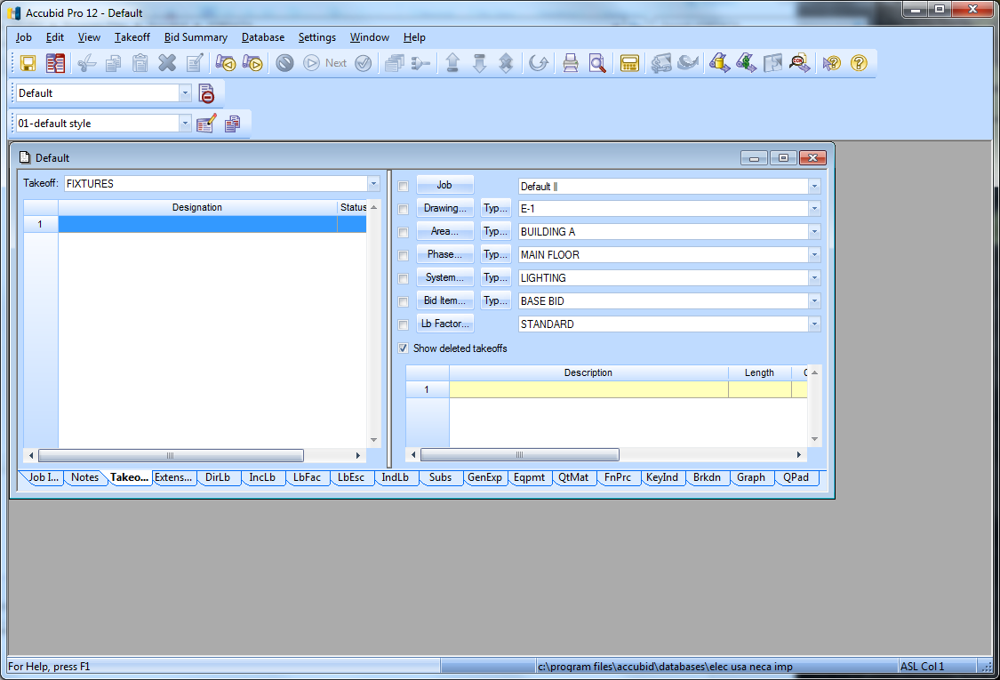 Accubid Pro 12 - Default
Job Edit View Takeoff Bid Summary Database Settings Window Help
Next
Default
01-default style
Default
Takeoff: FIXTURES
Designation Status
1
Job Default
Drawing... Typ... E-1
Area... Typ... BUILDING A
Phase... Typ... MAIN FLOOR
System... Typ... LIGHTING
Bid Item... Typ... BASE BID
Lb Factor... STANDARD
Show deleted takeoffs
Description Length
1
Job I... Notes Takeo... Extens... DirLb IncLb LbFac LbEsc IndLb Subs GenExp Eqpmt QtMat FnPrc KeyInd Brkdn Graph QPad
For Help, press F1 c:\program files\accubid\databases\elec usa neca imp ASL Col 1